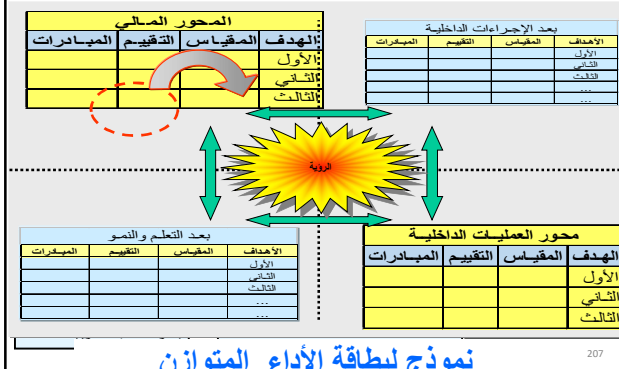 المحور المالي
الهدف المقياس التقييم المبادرات
الأول
الثاني
الثالث
بعد الإجراءات الداخلية
الأهداف المقياس التقييم المبادرات
الأول
الثاني
الثالث
...
...
الرؤية
بعد التعلم والنمو
الأهداف المقياس التقييم المبادرات
الأول
الثاني
الثالث
...
...
محور العمليات الداخلية
الهدف المقياس التقييم المبادرات
الأول
الثاني
الثالث
نموذج لبطاقة الأداء المتوازن
207